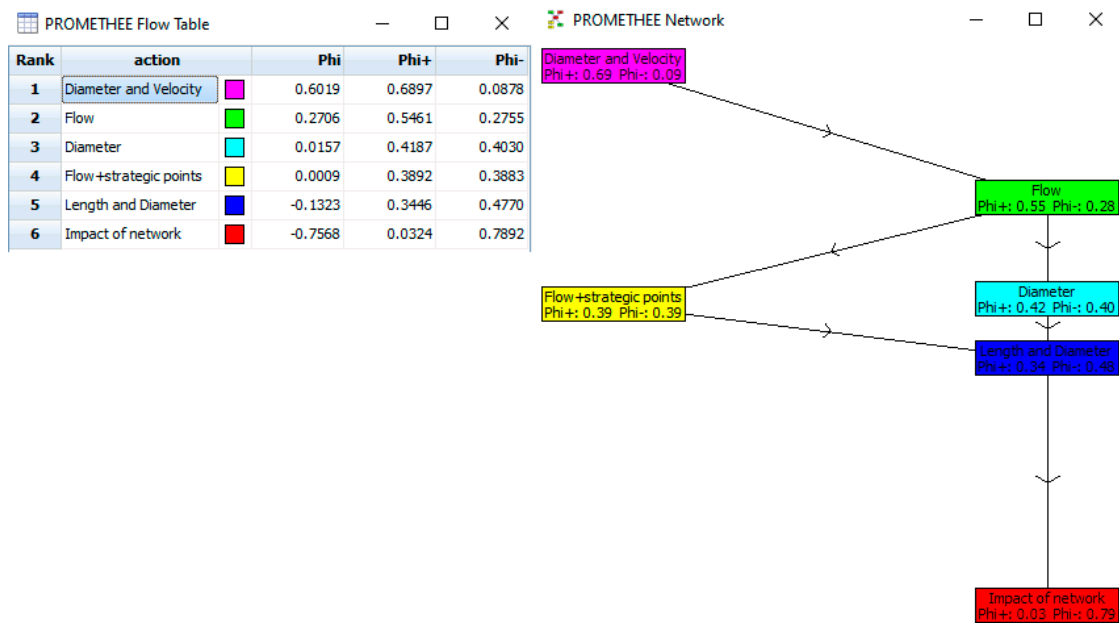 PROMETHEE Flow Table
Rank action Phi Phi+ Phi-
1 Diameter and Velocity 0.6019 0.6897 0.0878
2 Flow 0.2706 0.5461 0.2755
3 Diameter 0.0157 0.4187 0.4030
4 Flow+strategic points 0.0009 0.3892 0.3883
5 Length and Diameter -0.1323 0.3446 0.4770
6 Impact of network -0.7568 0.0324 0.7892
PROMETHEE Network
Diameter and Velocity
Phi+: 0.69 Phi-: 0.09
Flow
Phi+: 0.55 Phi-: 0.28
Flow+strategic points
Phi+: 0.39 Phi-: 0.39
Diameter
Phi+: 0.42 Phi-: 0.40
Length and Diameter
Phi+: 0.34 Phi-: 0.48
Impact of network
Phi+: 0.03 Phi-: 0.79